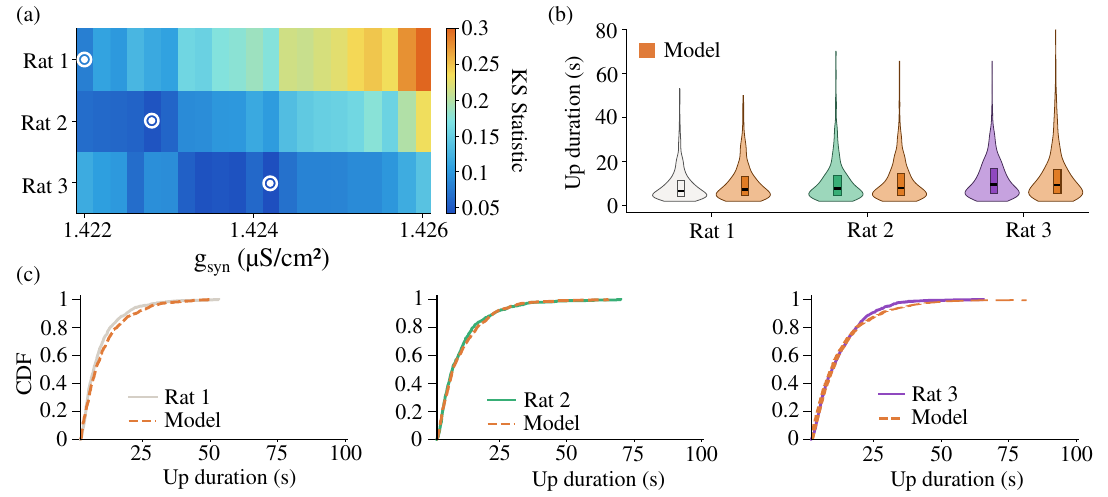 (a)
Rat 1
Rat 2
Rat 3
1.422
1.424
1.426
g_syn (μS/cm²)
0.3
0.25
0.2
0.15
0.1
0.05
KS Statistic
(b)
Up duration (s)
80
60
40
20
0
Model
Rat 1
Rat 2
Rat 3
(c)
CDF
1
0.8
0.6
0.4
0.2
0
Rat 1
Model
25
50
75
100
Up duration (s)
1
0.8
0.6
0.4
0.2
0
Rat 2
Model
25
50
75
100
Up duration (s)
1
0.8
0.6
0.4
0.2
0
Rat 3
Model
25
50
75
100
Up duration (s)